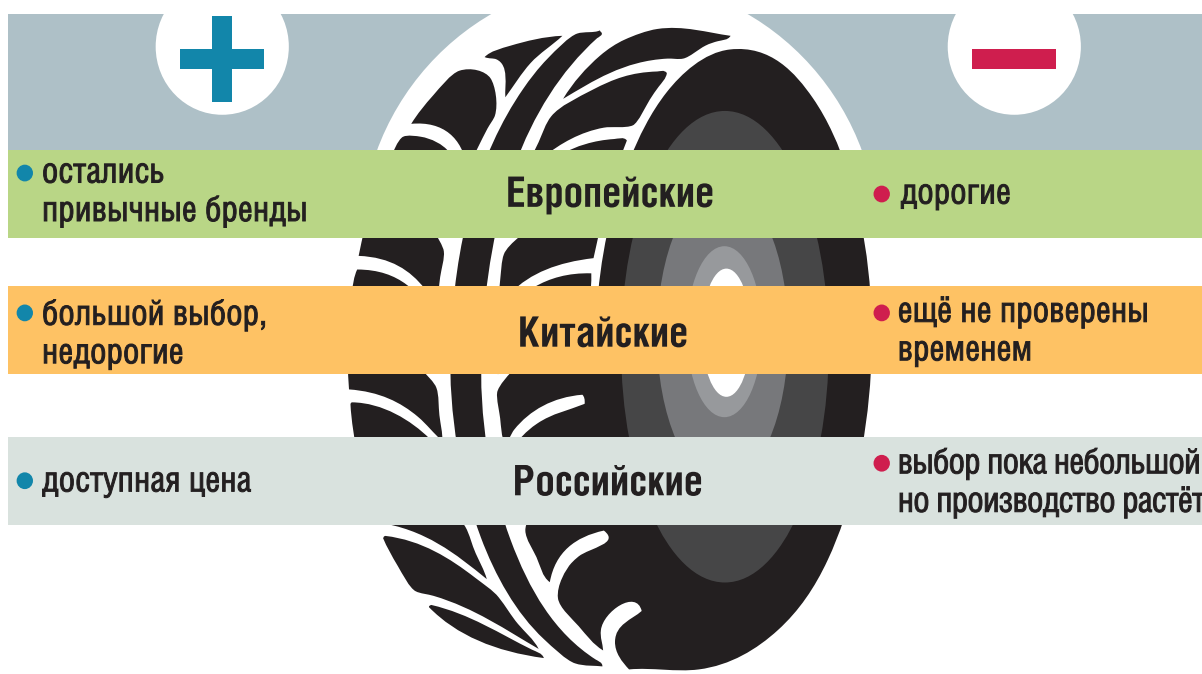 остались
привычные бренды
Европейские
дорогие
большой выбор,
недорогие
Китайские
ещё не проверены
временем
доступная цена
Российские
выбор пока небольшой
но производство растёт